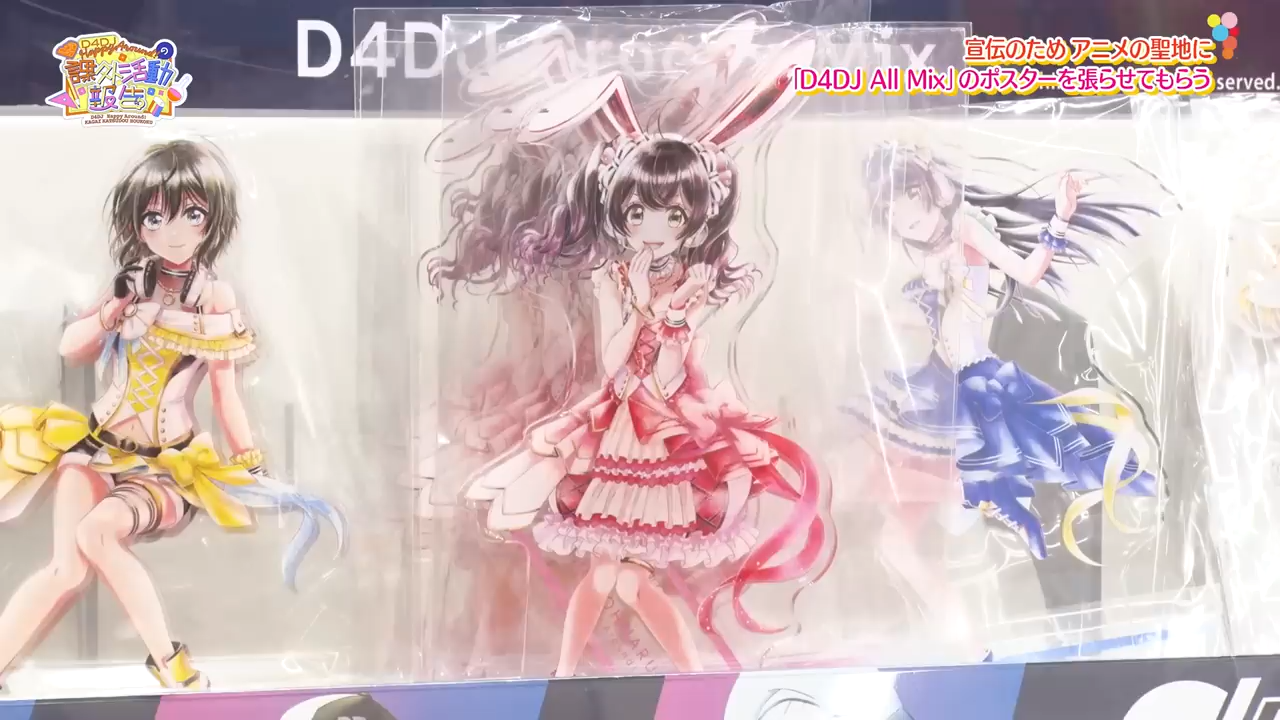 D4DJ
Happy Around!の
課外活動
報告!!
D4DJ Happy Around!
KAGAI KATSUDOU HOUKOKU
宣伝のため アニメの聖地に
「D4DJ All Mix」のポスターを張らせてもらう
D4DJ
Mix
served.